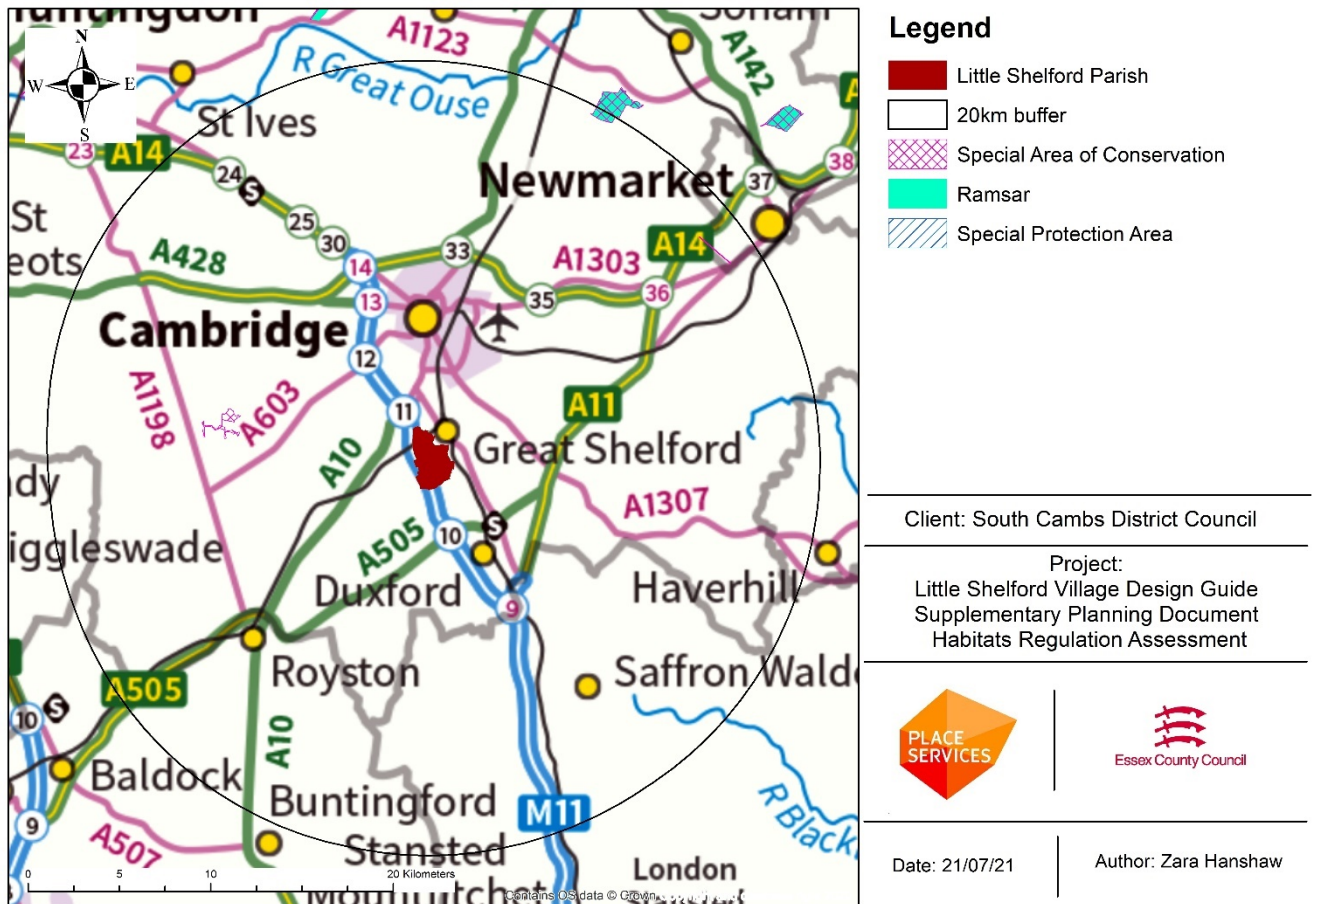 Huntingdon
Soham
A1123
A142
N
W
E
S
R Great Ouse
St Ives
23
A14
24
S
38
37
Newmarket
St
eots
25
30
33
A14
A428
14
A1303
13
35
36
Cambridge
12
A1198
A603
11
A11
A10
Great Shelford
dy
A1307
10
S
A505
iggleswade
Duxford
Haverhill
9
Royston
Saffron Walde
A505
10
S
A10
Baldock
Buntingford
M11
R Black
9
A507
Stansted
London
0 5 10 20 Kilometers
Contains OS data © Crown
Legend
Little Shelford Parish
20km buffer
Special Area of Conservation
Ramsar
Special Protection Area
Client: South Cambs District Council
Project:
Little Shelford Village Design Guide
Supplementary Planning Document
Habitats Regulation Assessment
PLACE
SERVICES
Essex County Council
Date: 21/07/21
Author: Zara Hanshaw